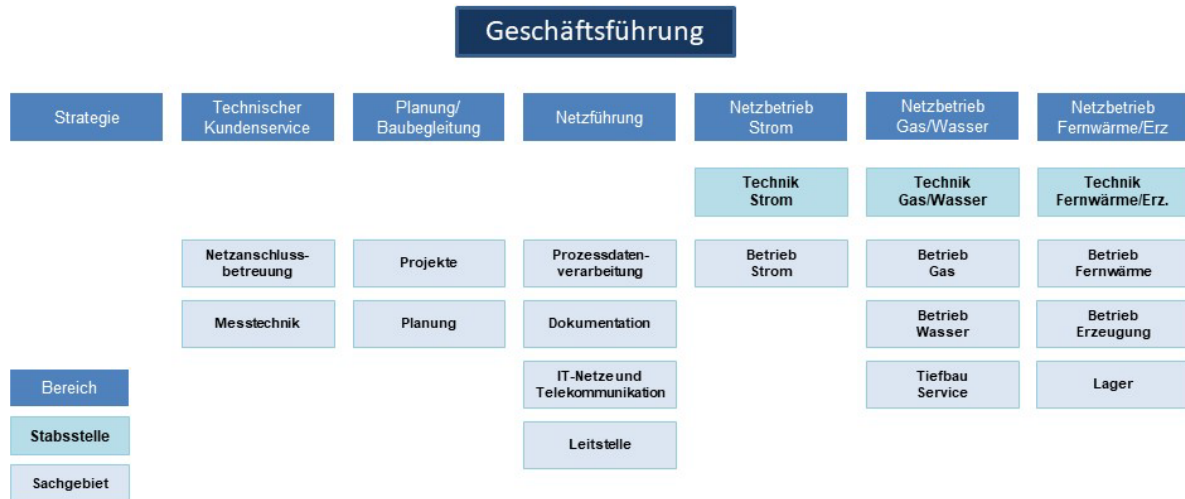 Geschäftsführung
Strategie
Technischer
Kundenservice
Planung/
Baubegleitung
Netzführung
Netzbetrieb
Strom
Netzbetrieb
Gas/Wasser
Netzbetrieb
Fernwärme/Erz
Technik
Strom
Technik
Gas/Wasser
Technik
Fernwärme/Erz.
Netzanschluss-
betreuung
Projekte
Prozessdaten-
verarbeitung
Betrieb
Strom
Betrieb
Gas
Betrieb
Fernwärme
Messtechnik
Planung
Dokumentation
Betrieb
Wasser
Betrieb
Erzeugung
IT-Netze und
Telekommunikation
Tiefbau
Service
Lager
Leitstelle
Bereich
Stabsstelle
Sachgebiet